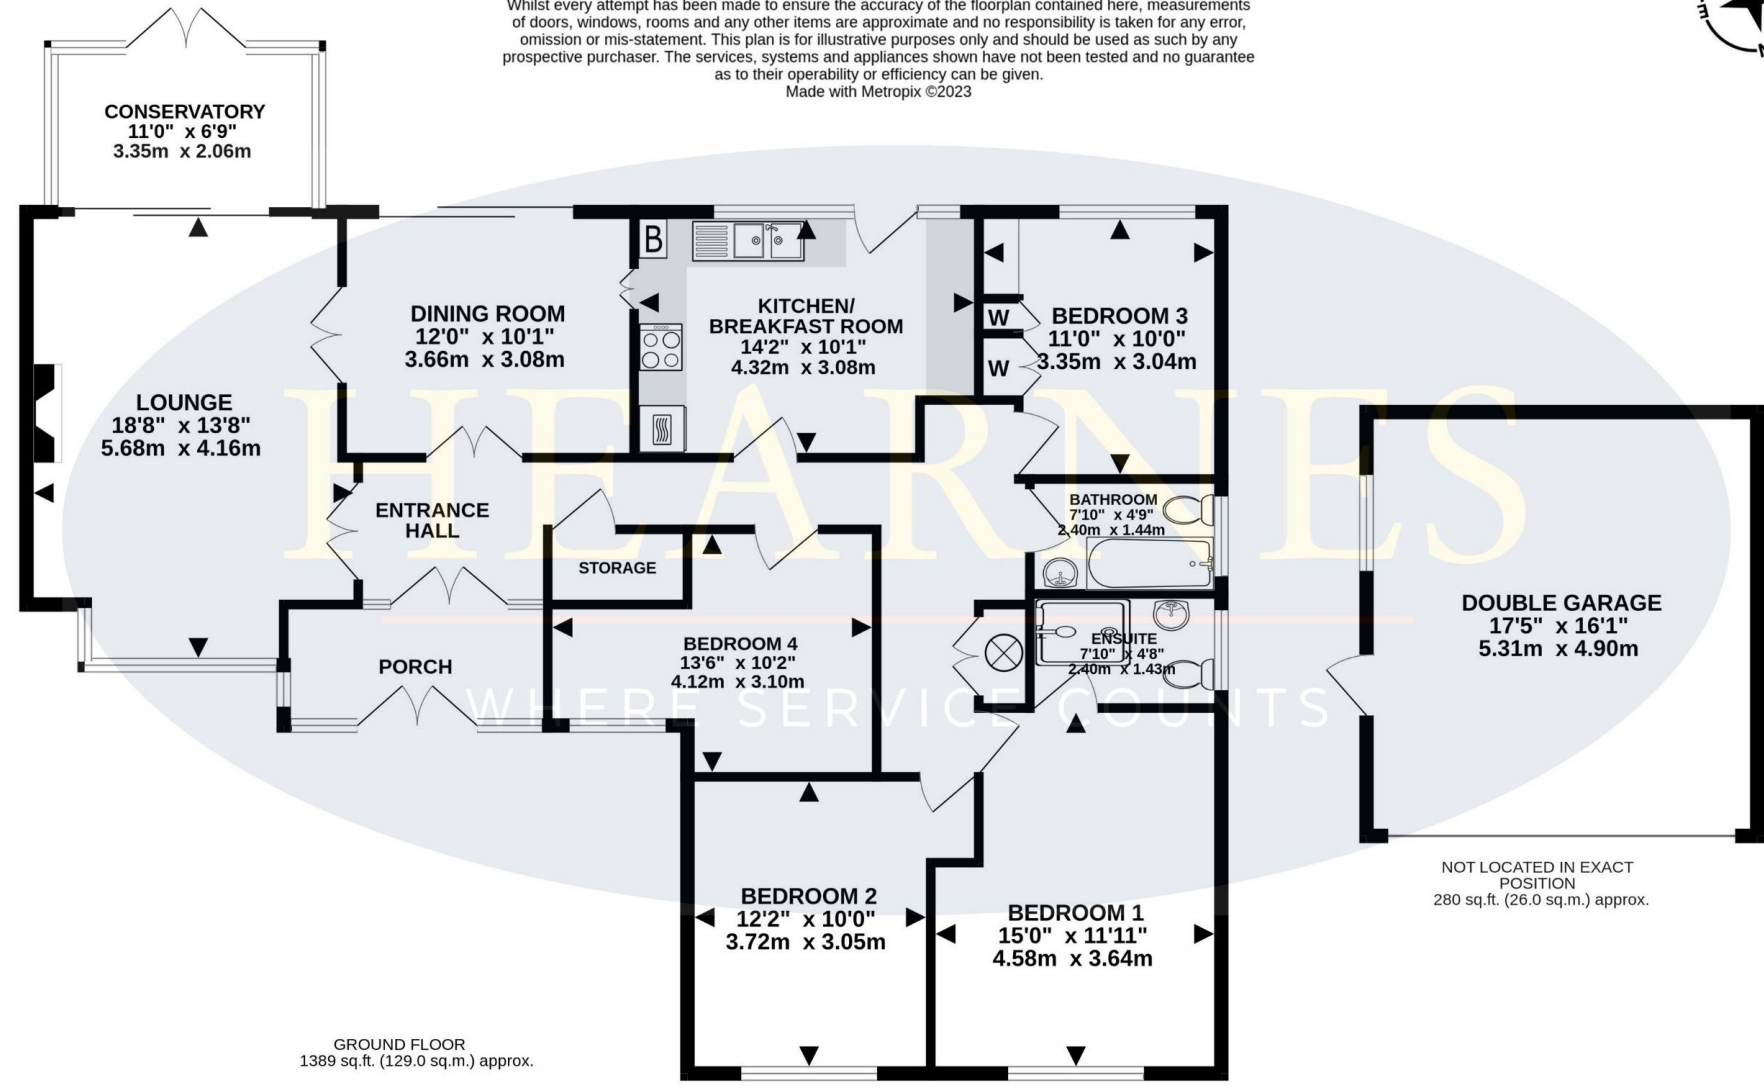 Whilst every attempt has been made to ensure the accuracy of the floorplan contained here, measurements
of doors, windows, rooms and any other items are approximate and no responsibility is taken for any error,
omission or mis-statement. This plan is for illustrative purposes only and should be used as such by any
prospective purchaser. The services, systems and appliances shown have not been tested and no guarantee
as to their operability or efficiency can be given.
Made with Metropix ©2023
CONSERVATORY
11'0" x 6'9"
3.35m x 2.06m
DINING ROOM
12'0" x 10'1"
3.66m x 3.08m
B
KITCHEN/
BREAKFAST ROOM
14'2" x 10'1"
4.32m x 3.08m
W
W
BEDROOM 3
11'0" x 10'0"
3.35m x 3.04m
LOUNGE
18'8" x 13'8"
5.68m x 4.16m
HEARNES
WHERE SERVICE COUNTS
ENTRANCE
HALL
STORAGE
BATHROOM
7'10" x 4'9"
2.40m x 1.44m
ENSUITE
7'10" x 4'8"
2.40m x 1.43m
PORCH
BEDROOM 4
13'6" x 10'2"
4.12m x 3.10m
DOUBLE GARAGE
17'5" x 16'1"
5.31m x 4.90m
NOT LOCATED IN EXACT
POSITION
280 sq.ft. (26.0 sq.m.) approx.
BEDROOM 2
12'2" x 10'0"
3.72m x 3.05m
BEDROOM 1
15'0" x 11'11"
4.58m x 3.64m
GROUND FLOOR
1389 sq.ft. (129.0 sq.m.) approx.
E